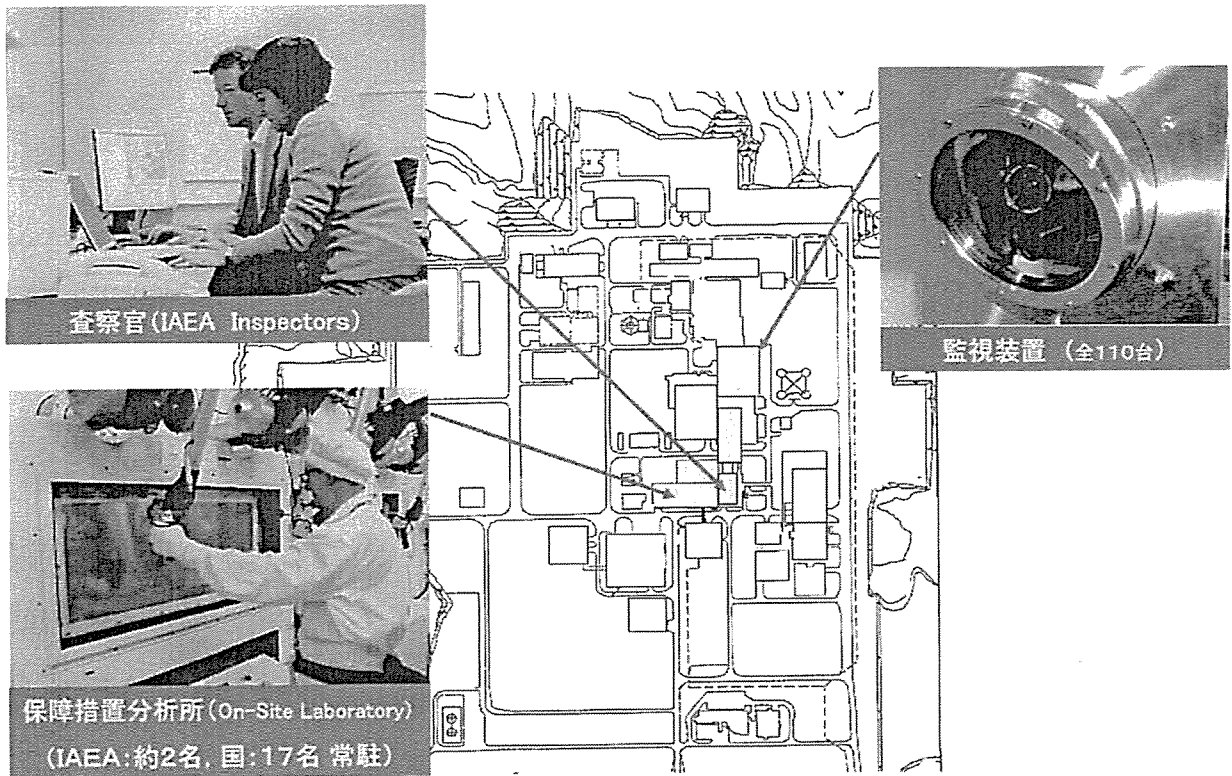 査察官(IAEA Inspectors)
監視装置 (全110台)
保障措置分析所(On-Site Laboratory)
(IAEA:約2名, 国:17名 常駐)